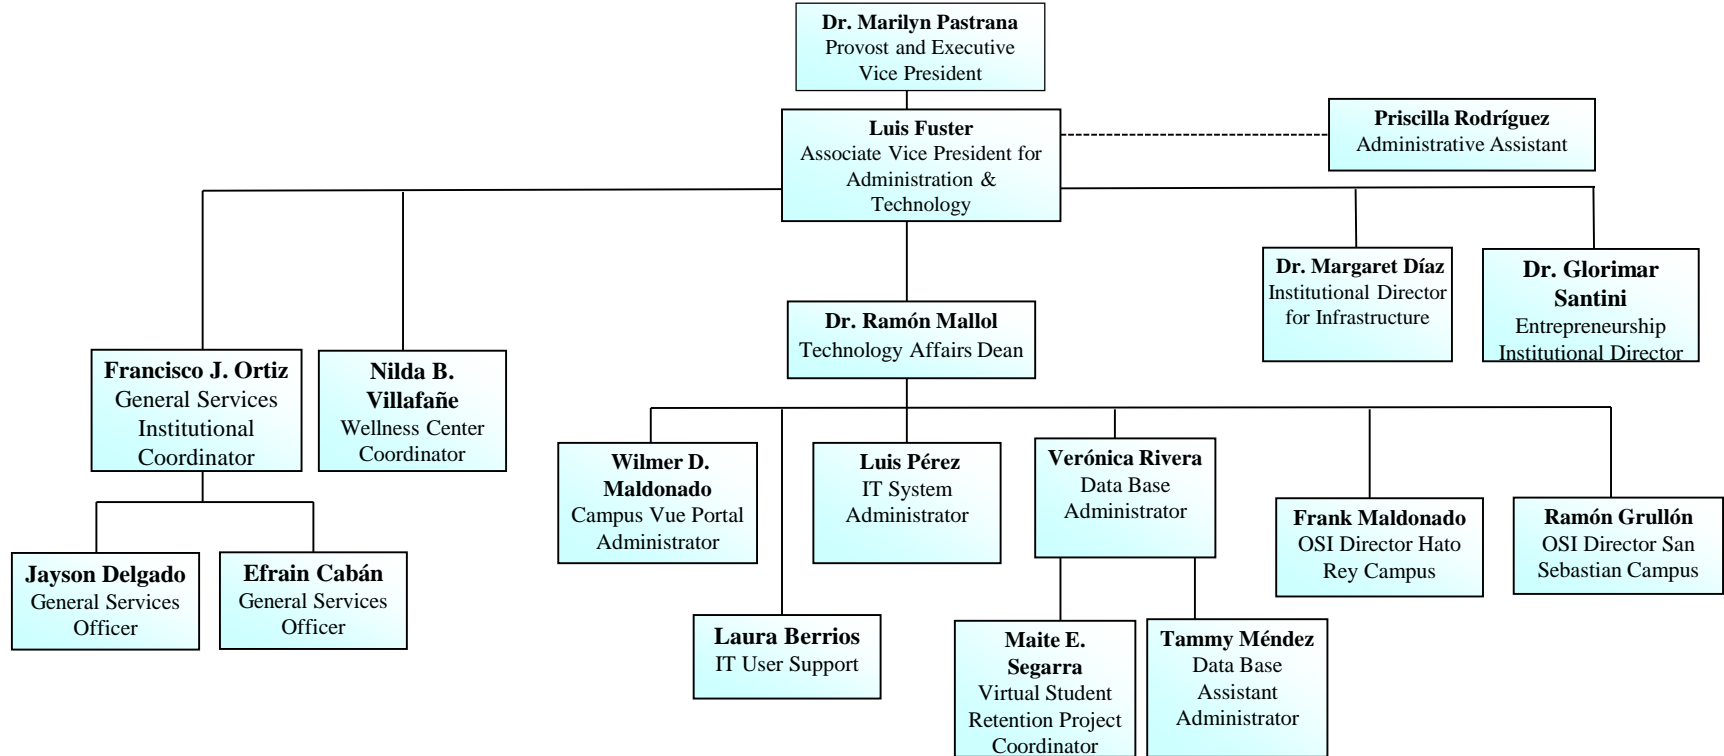 Dr. Marilyn Pastrana
Provost and Executive
Vice President
Luis Fuster
Associate Vice President for
Administration &
Technology
Priscilla Rodríguez
Administrative Assistant
Dr. Margaret Díaz
Institutional Director
for Infrastructure
Dr. Glorimar
Santini
Entrepreneurship
Institutional Director
Dr. Ramón Mallol
Technology Affairs Dean
Francisco J. Ortiz
General Services
Institutional
Coordinator
Nilda B.
Villafañe
Wellness Center
Coordinator
Wilmer D.
Maldonado
Campus Vue Portal
Administrator
Luis Pérez
IT System
Administrator
Verónica Rivera
Data Base
Administrator
Frank Maldonado
OSI Director Hato
Rey Campus
Ramón Grullón
OSI Director San
Sebastian Campus
Jayson Delgado
General Services
Officer
Efrain Cabán
General Services
Officer
Laura Berrios
IT User Support
Maite E.
Segarra
Virtual Student
Retention Project
Coordinator
Tammy Méndez
Data Base
Assistant
Administrator